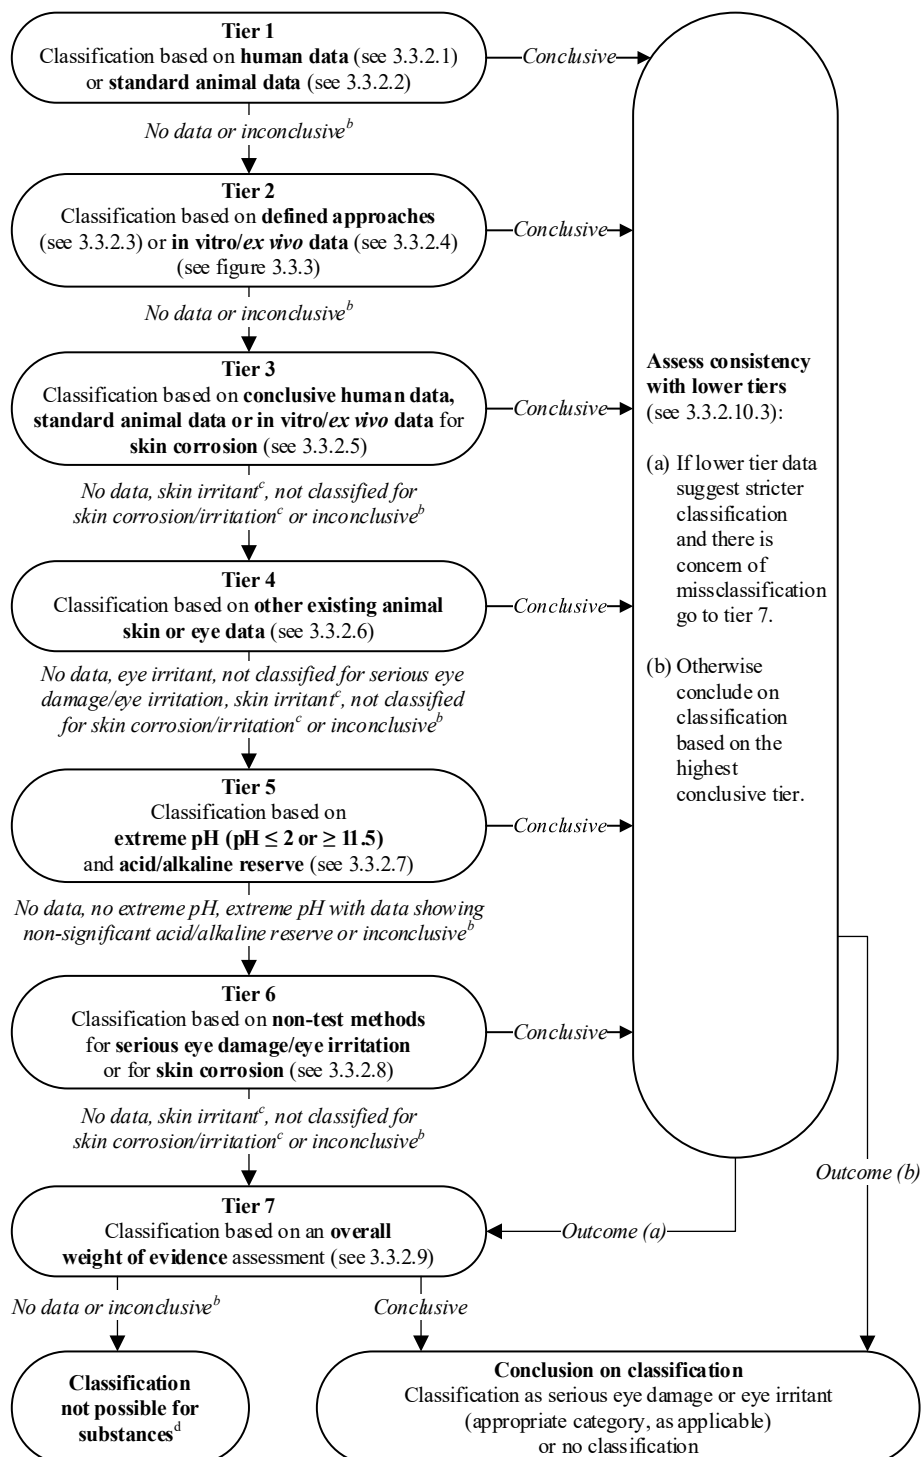 Tier 1
Classification based on human data (see 3.3.2.1)
or standard animal data (see 3.3.2.2)
Conclusive
No data or inconclusive^b
Tier 2
Classification based on defined approaches
(see 3.3.2.3) or in vitro/ex vivo data (see 3.3.2.4)
(see figure 3.3.3)
Conclusive
No data or inconclusive^b
Tier 3
Classification based on conclusive human data,
standard animal data or in vitro/ex vivo data for
skin corrosion (see 3.3.2.5)
Conclusive
No data, skin irritant^c, not classified for
skin corrosion/irritation^c or inconclusive^b
Tier 4
Classification based on other existing animal
skin or eye data (see 3.3.2.6)
Conclusive
No data, eye irritant, not classified for serious eye
damage/eye irritation, skin irritant^c, not classified
for skin corrosion/irritation^c or inconclusive^b
Tier 5
Classification based on
extreme pH (pH ≤ 2 or ≥ 11.5)
and acid/alkaline reserve (see 3.3.2.7)
Conclusive
No data, no extreme pH, extreme pH with data showing
non-significant acid/alkaline reserve or inconclusive^b
Tier 6
Classification based on non-test methods
for serious eye damage/eye irritation
or for skin corrosion (see 3.3.2.8)
Conclusive
No data, skin irritant^c, not classified for
skin corrosion/irritation^c or inconclusive^b
Tier 7
Classification based on an overall
weight of evidence assessment (see 3.3.2.9)
Assess consistency
with lower tiers
(see 3.3.2.10.3):
(a) If lower tier data
suggest stricter
classification
and there is
concern of
missclassification
go to tier 7.
(b) Otherwise
conclude on
classification
based on the
highest
conclusive tier.
Outcome (a)
Outcome (b)
No data or inconclusive^b
Conclusive
Classification
not possible for
substances^d
Conclusion on classification
Classification as serious eye damage or eye irritant
(appropriate category, as applicable)
or no classification